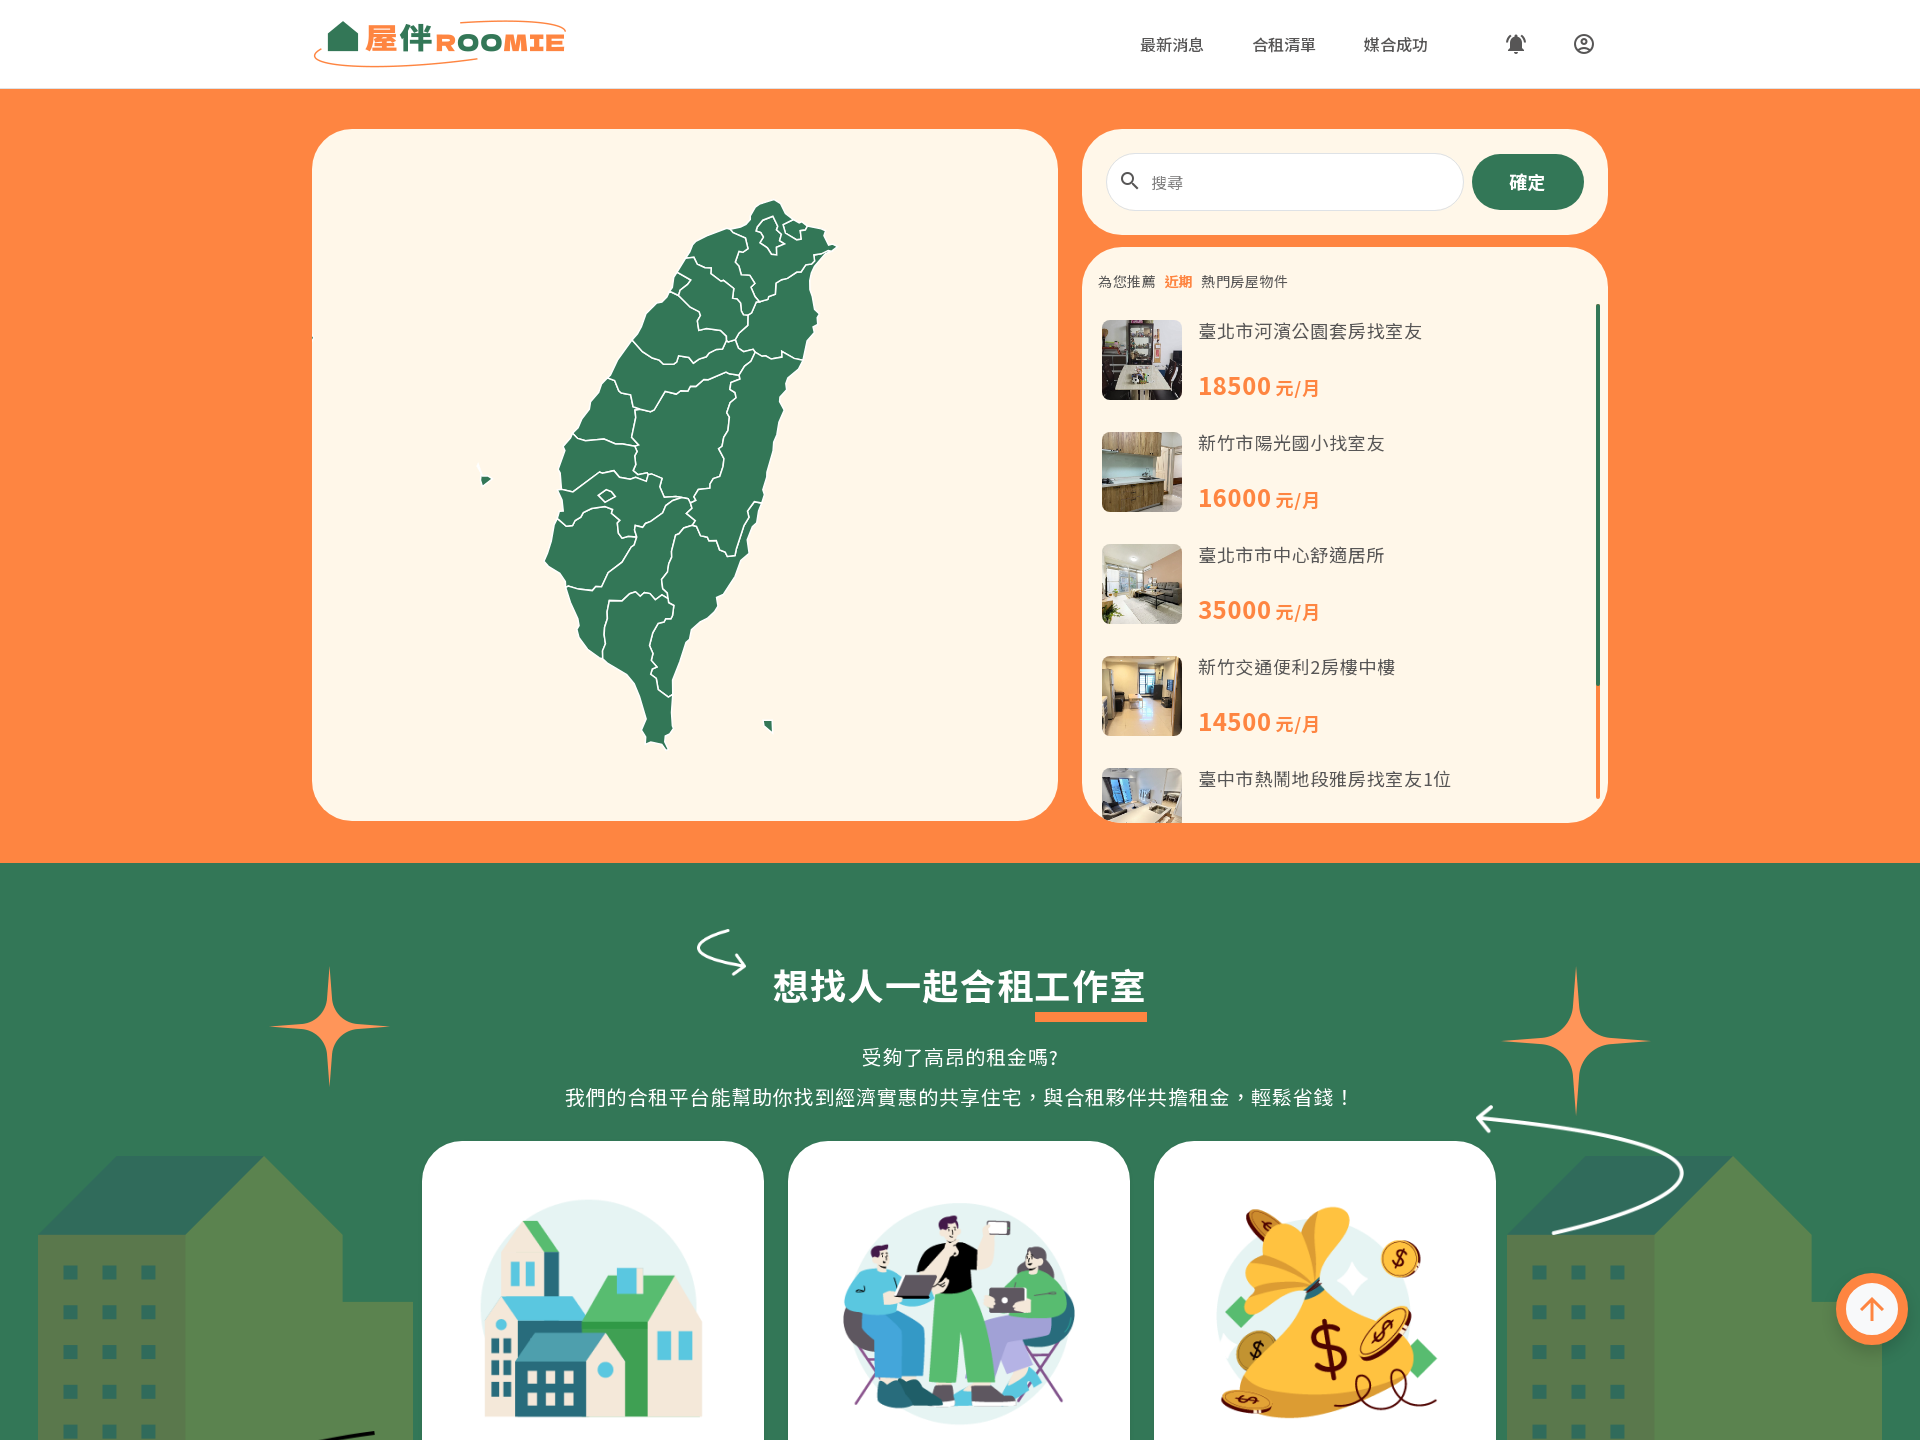 屋伴ROOMIE
最新消息
合租清單
媒合成功
搜尋
確定
為您推薦 近期 熱門房屋物件
臺北市河濱公園套房找室友
18500 元/月
新竹市陽光國小找室友
16000 元/月
臺北市市中心舒適居所
35000 元/月
新竹交通便利2房樓中樓
14500 元/月
臺中市熱鬧地段雅房找室友1位
想找人一起合租工作室
受夠了高昂的租金嗎?
我們的合租平台能幫助你找到經濟實惠的共享住宅，與合租夥伴共擔租金，輕鬆省錢！